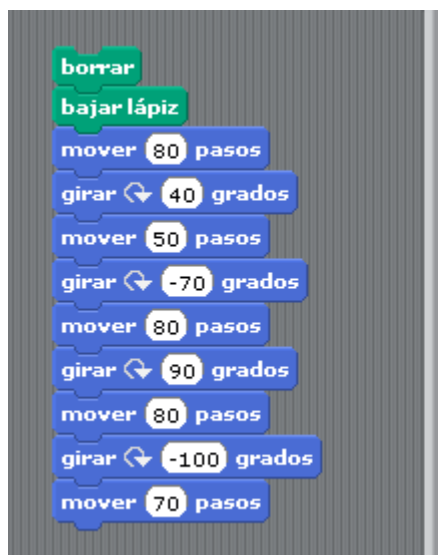 borrar
bajar lápiz
mover 80 pasos
girar 40 grados
mover 50 pasos
girar -70 grados
mover 80 pasos
girar 90 grados
mover 80 pasos
girar -100 grados
mover 70 pasos